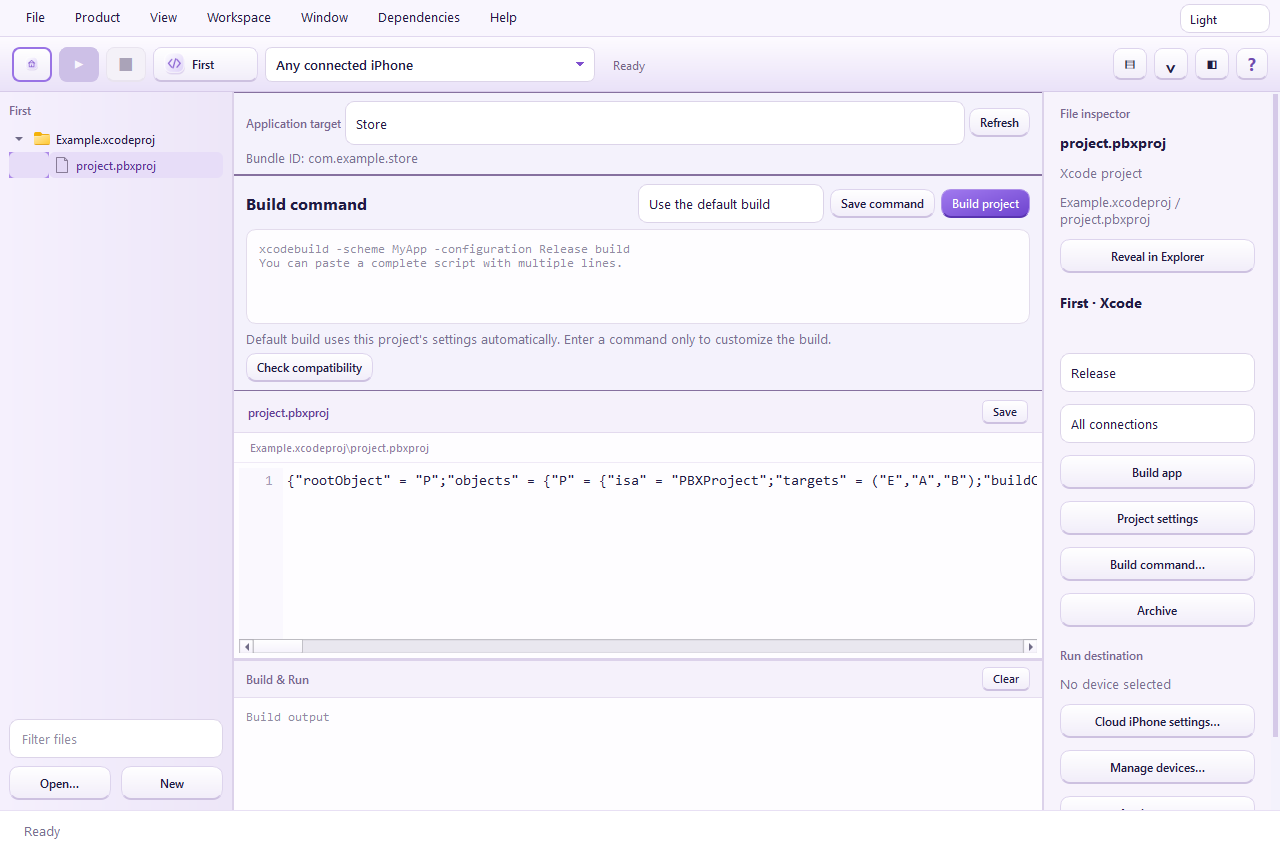 File Product View Workspace Window Dependencies Help Light
First Any connected iPhone Ready ?
First
Example.xcodeproj
project.pbxproj
Filter files
Open... New
Application target Store Refresh
Bundle ID: com.example.store
Build command Use the default build Save command Build project
xcodebuild -scheme MyApp -configuration Release build
You can paste a complete script with multiple lines.
Default build uses this project's settings automatically. Enter a command only to customize the build.
Check compatibility
project.pbxproj Save
Example.xcodeproj\project.pbxproj
1 {"rootObject" = "P";"objects" = {"P" = {"isa" = "PBXProject";"targets" = ("E","A","B");"buildC
Build & Run Clear
Build output
File inspector
project.pbxproj
Xcode project
Example.xcodeproj /
project.pbxproj
Reveal in Explorer
First · Xcode
Release
All connections
Build app
Project settings
Build command...
Archive
Run destination
No device selected
Cloud iPhone settings...
Manage devices...
Ready